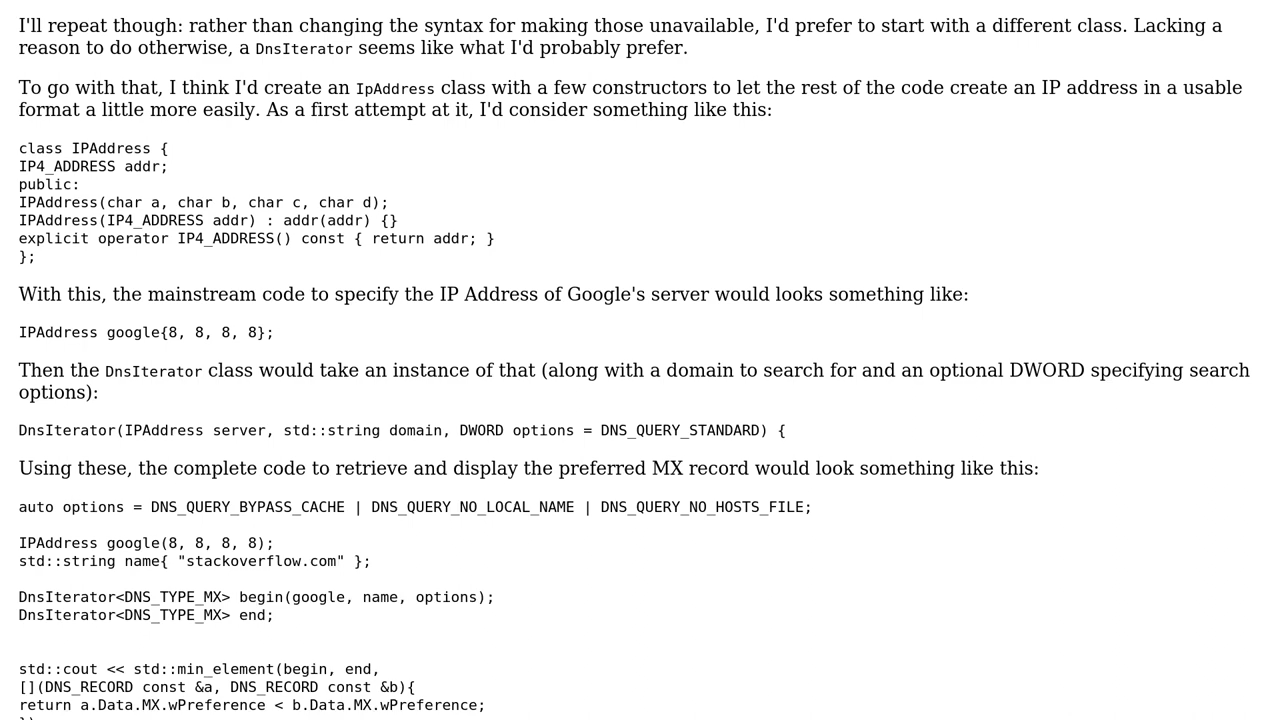 I'll repeat though: rather than changing the syntax for making those unavailable, I'd prefer to start with a different class. Lacking a
reason to do otherwise, a DnsIterator seems like what I'd probably prefer.
To go with that, I think I'd create an IpAddress class with a few constructors to let the rest of the code create an IP address in a usable
format a little more easily. As a first attempt at it, I'd consider something like this:
class IPAddress {
IP4_ADDRESS addr;
public:
IPAddress(char a, char b, char c, char d);
IPAddress(IP4_ADDRESS addr) : addr(addr) {}
explicit operator IP4_ADDRESS() const { return addr; }
};
With this, the mainstream code to specify the IP Address of Google's server would looks something like:
IPAddress google{8, 8, 8, 8};
Then the DnsIterator class would take an instance of that (along with a domain to search for and an optional DWORD specifying search
options):
DnsIterator(IPAddress server, std::string domain, DWORD options = DNS_QUERY_STANDARD) {
Using these, the complete code to retrieve and display the preferred MX record would look something like this:
auto options = DNS_QUERY_BYPASS_CACHE | DNS_QUERY_NO_LOCAL_NAME | DNS_QUERY_NO_HOSTS_FILE;
IPAddress google(8, 8, 8, 8);
std::string name{ "stackoverflow.com" };
DnsIterator<DNS_TYPE_MX> begin(google, name, options);
DnsIterator<DNS_TYPE_MX> end;
std::cout << std::min_element(begin, end,
[](DNS_RECORD const &a, DNS_RECORD const &b){
return a.Data.MX.wPreference < b.Data.MX.wPreference;